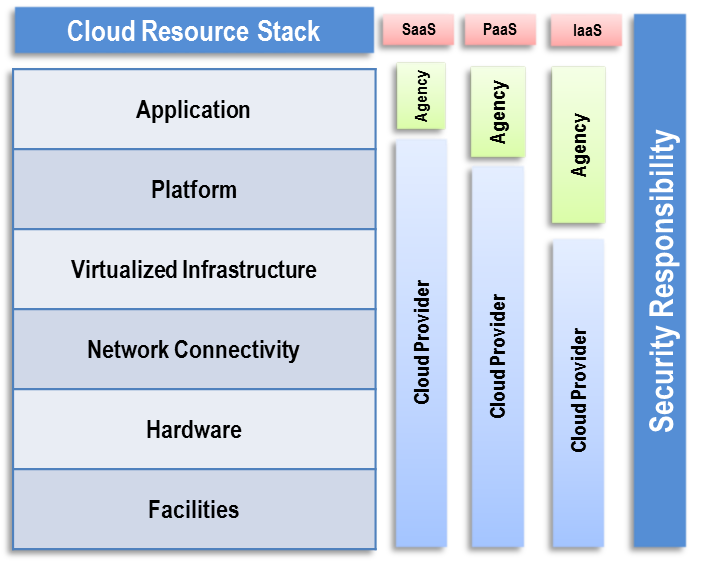 Cloud Resource Stack
SaaS
PaaS
IaaS
Application
Platform
Virtualized Infrastructure
Network Connectivity
Hardware
Facilities
Agency
Cloud Provider
Agency
Cloud Provider
Agency
Cloud Provider
Security Responsibility